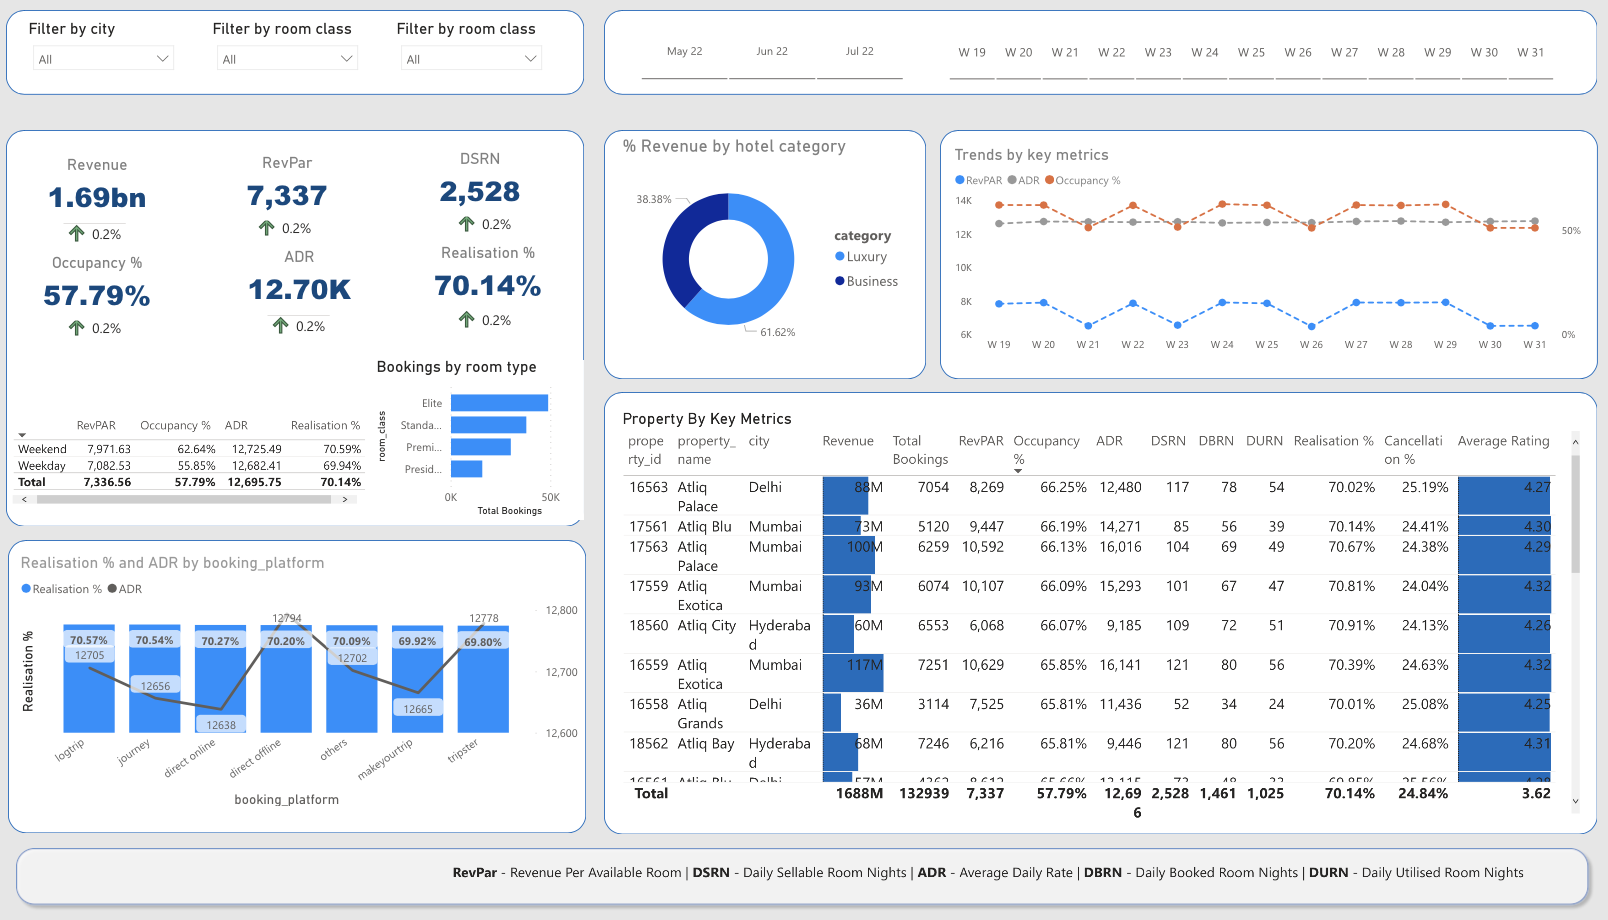 Filter by city
Filter by room class
Filter by room class
All
All
All
May 22 Jun 22 Jul 22
W 19 W 20 W 21 W 22 W 23 W 24 W 25 W 26 W 27 W 28 W 29 W 30 W 31
Revenue
1.69bn
0.2%
RevPar
7,337
0.2%
DSRN
2,528
0.2%
Occupancy %
57.79%
0.2%
ADR
12.70K
0.2%
Realisation %
70.14%
0.2%
RevPAR Occupancy % ADR Realisation %
Weekend 7,971.63 62.64% 12,725.49 70.59%
Weekday 7,082.53 55.85% 12,682.41 69.94%
Total 7,336.56 57.79% 12,695.75 70.14%
Bookings by room type
room_class
Elite
Standa...
Premi...
Presid...
0K 50K
Total Bookings
% Revenue by hotel category
38.38%
61.62%
category
Luxury
Business
Trends by key metrics
RevPAR ADR Occupancy %
14K
12K
10K
8K
6K
50%
0%
W 19 W 20 W 21 W 22 W 23 W 24 W 25 W 26 W 27 W 28 W 29 W 30 W 31
Realisation % and ADR by booking_platform
Realisation % ADR
Realisation %
12794 12778
70.57% 70.54% 70.27% 70.20% 70.09% 69.92% 69.80%
12705 12702
12656
12665
12638
12,800
12,700
12,600
logtrip journey direct online direct offline others makeyourtrip tripster
booking_platform
Property By Key Metrics
prope property_ city Revenue Total RevPAR Occupancy ADR DSRN DBRN DURN Realisation % Cancellati Average Rating
rty_id name Bookings % on %
16563 Atliq Delhi 88M 7054 8,269 66.25% 12,480 117 78 54 70.02% 25.19% 4.27
Palace
17561 Atliq Blu Mumbai 73M 5120 9,447 66.19% 14,271 85 56 39 70.14% 24.41% 4.30
17563 Atliq Mumbai 100M 6259 10,592 66.13% 16,016 104 69 49 70.67% 24.38% 4.29
Palace
17559 Atliq Mumbai 93M 6074 10,107 66.09% 15,293 101 67 47 70.81% 24.04% 4.32
Exotica
18560 Atliq City Hyderaba 60M 6553 6,068 66.07% 9,185 109 72 51 70.91% 24.13% 4.26
d
16559 Atliq Mumbai 117M 7251 10,629 65.85% 16,141 121 80 56 70.39% 24.63% 4.32
Exotica
16558 Atliq Delhi 36M 3114 7,525 65.81% 11,436 52 34 24 70.01% 25.08% 4.25
Grands
18562 Atliq Bay Hyderaba 68M 7246 6,216 65.81% 9,446 121 80 56 70.20% 24.68% 4.31
d
Total 1688M 132939 7,337 57.79% 12,69 2,528 1,461 1,025 70.14% 24.84% 3.62
6
RevPar - Revenue Per Available Room | DSRN - Daily Sellable Room Nights | ADR - Average Daily Rate | DBRN - Daily Booked Room Nights | DURN - Daily Utilised Room Nights